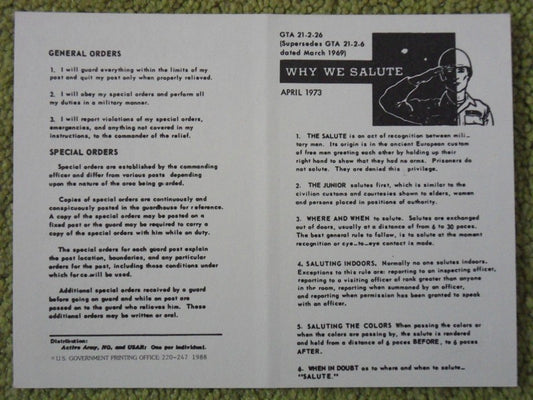 GENERAL ORDERS
1. I will guard everything within the limits of my
post and quit my post only when properly relieved.
2. I will obey my special orders and perform all
my duties in a military manner.
3. I will report violations of my special orders,
emergencies, and anything not covered in my
instructions, to the commander of the relief.
SPECIAL ORDERS
Special orders are established by the commanding
officer and differ from various posts depending
upon the nature of the area being guarded.
Copies of special orders are continuously and
conspicuously posted in the guardhouse for reference.
A copy of the special orders may be posted on a
fixed post or the guard may be required to carry a
copy of the special orders with him while on duty.
The special orders for each guard post explain
the post location, boundaries, and any particular
orders for the post, including those conditions under
which force will be used.
Additional special orders received by a guard
before going on guard and while on post are
passed on to the guard who relieves him. These
additional orders may be written or oral.
Distribution:
Active Army, NG, and USAR: One per individual.
U.S. GOVERNMENT PRINTING OFFICE: 220-247 1988
GTA 21-2-26
(Supersedes GTA 21-2-6
dated March 1969)
WHY WE SALUTE
APRIL 1973
1. THE SALUTE is an act of recognition between mili-
tary men. Its origin is in the ancient European custom
of free men greeting each other by holding up their
right hand to show that they had no arms. Prisoners do
not salute. They are denied this privilege.
2. THE JUNIOR salutes first, which is similar to the
civilian customs and courtesies shown to elders, women
and persons placed in positions of authority.
3. WHERE AND WHEN to salute. Salutes are exchanged
out of doors, usually at a distance of from 6 to 30 paces.
The best general rule to follow, is to salute at the moment
recognition or eye-to-eye contact is made.
4. SALUTING INDOORS. Normally no one salutes indoors.
Exceptions to this rule are: reporting to an inspecting officer,
reporting to a visiting officer of rank greater than anyone
in the room, reporting when summoned by an officer,
and reporting when permission has been granted to speak
with an officer.
5. SALUTING THE COLORS When passing the colors or
when the colors are passing by, the salute is rendered
and held from a distance of 6 paces BEFORE, to 6 paces
AFTER.
6. WHEN IN DOUBT as to where and when to salute-
"SALUTE."